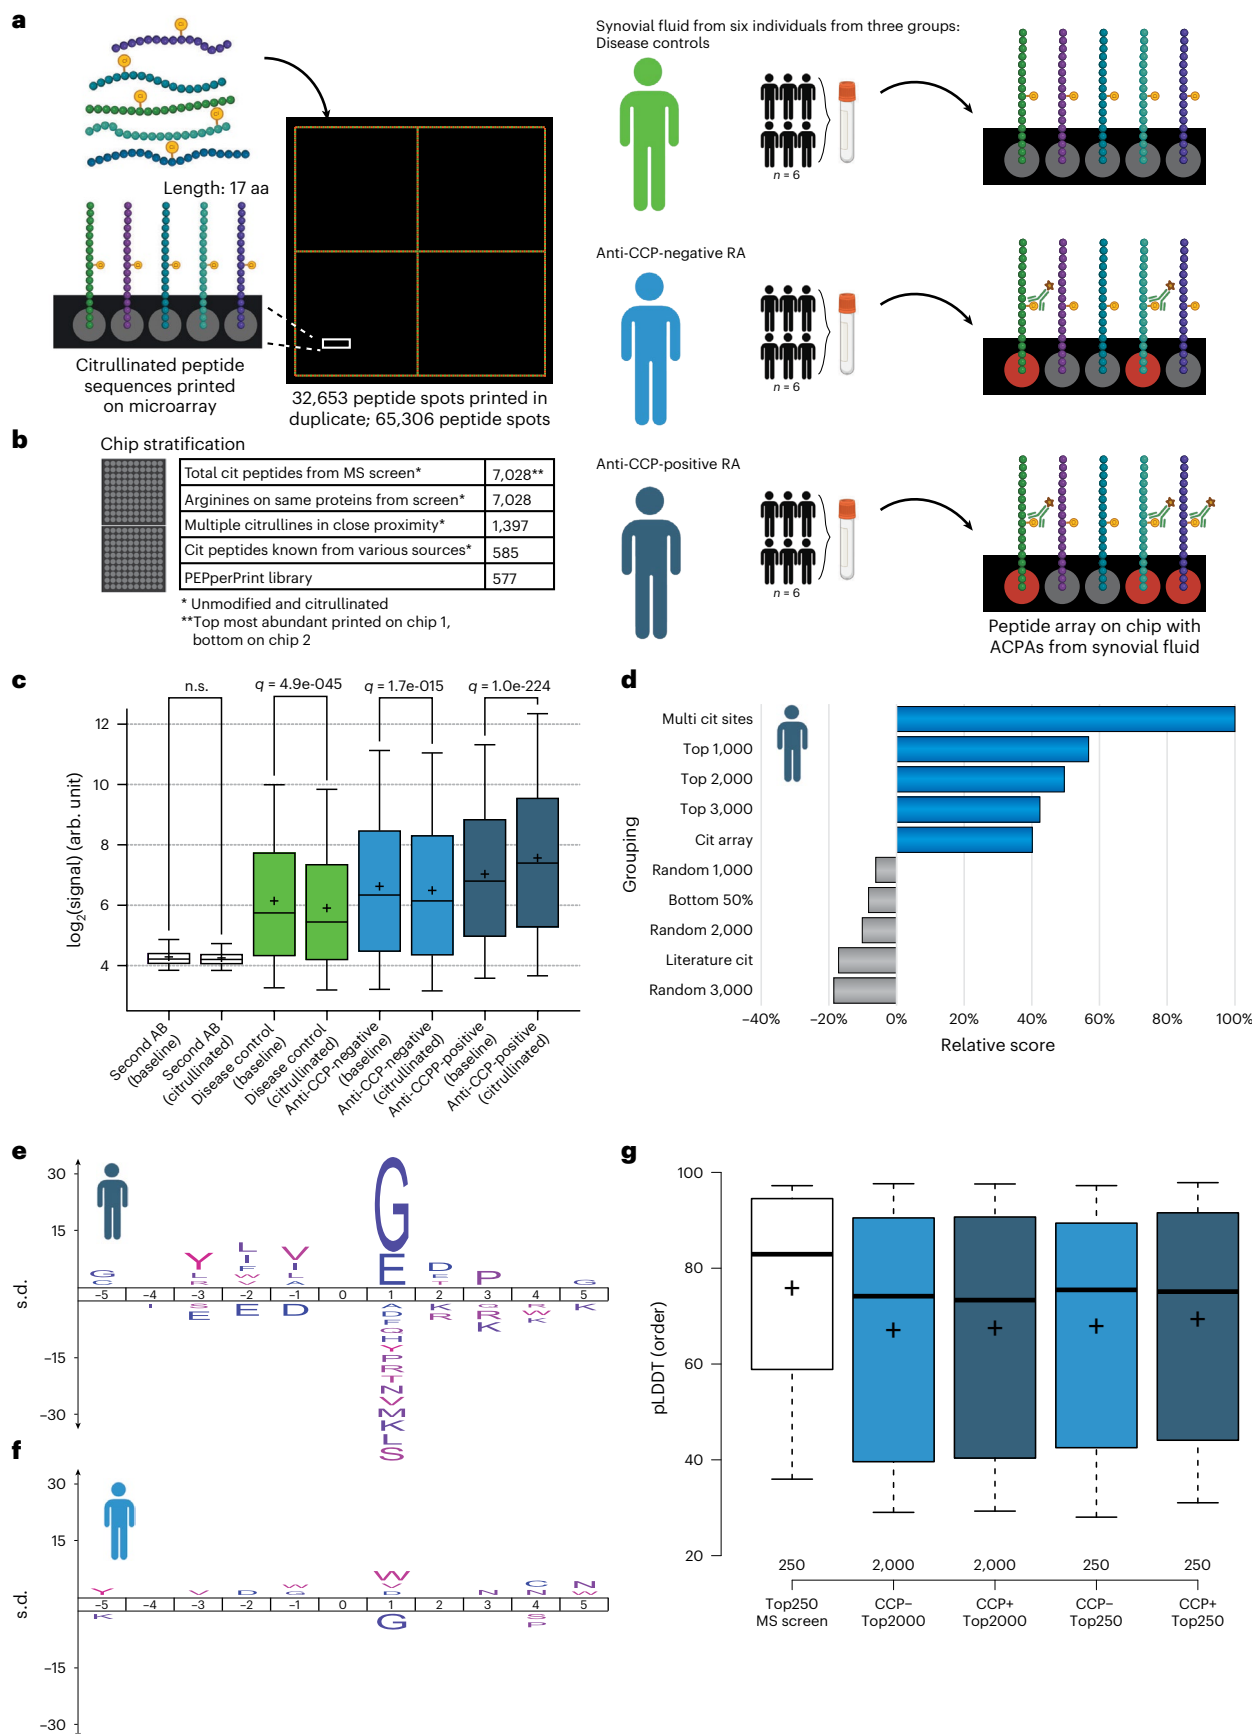 a
Length: 17 aa
Citrullinated peptide
sequences printed
on microarray
32,653 peptide spots printed in
duplicate; 65,306 peptide spots
Synovial fluid from six individuals from three groups:
Disease controls
n = 6
Anti-CCP-negative RA
n = 6
Anti-CCP-positive RA
n = 6
Peptide array on chip with
ACPAs from synovial fluid
b
Chip stratification
Total cit peptides from MS screen* 7,028**
Arginines on same proteins from screen* 7,028
Multiple citrullines in close proximity* 1,397
Cit peptides known from various sources* 585
PEPperPrint library 577
* Unmodified and citrullinated
**Top most abundant printed on chip 1,
bottom on chip 2
c
n.s.
q = 4.9e-045
q = 1.7e-015
q = 1.0e-224
log2(signal) (arb. unit)
12
10
8
6
4
Second AB
(baseline)
Second AB
(citrullinated)
Disease control
(baseline)
Disease control
(citrullinated)
Anti-CCP-negative
(baseline)
Anti-CCP-negative
(citrullinated)
Anti-CCPP-positive
(baseline)
Anti-CCP-positive
(citrullinated)
d
Grouping
Multi cit sites
Top 1,000
Top 2,000
Top 3,000
Cit array
Random 1,000
Bottom 50%
Random 2,000
Literature cit
Random 3,000
−40% −20% 0% 20% 40% 60% 80% 100%
Relative score
e
s.d.
30
15
−15
−30
G C
Y L R
L I F W V
V I L A
G E
D E T
P
G
−5 −4 −3 −2 −1 0 1 2 3 4 5
I
S E
E
D
A D F Q H Y P R T N V M K L S
K R
G R K
R W K
K
f
s.d.
30
15
−15
−30
Y
V
D
W G
W V D
N
C N
N W
−5 −4 −3 −2 −1 0 1 2 3 4 5
K
G
S P
g
pLDDT (order)
100
80
60
40
20
250 2,000 2,000 250 250
Top250
MS screen
CCP−
Top2000
CCP+
Top2000
CCP−
Top250
CCP+
Top250